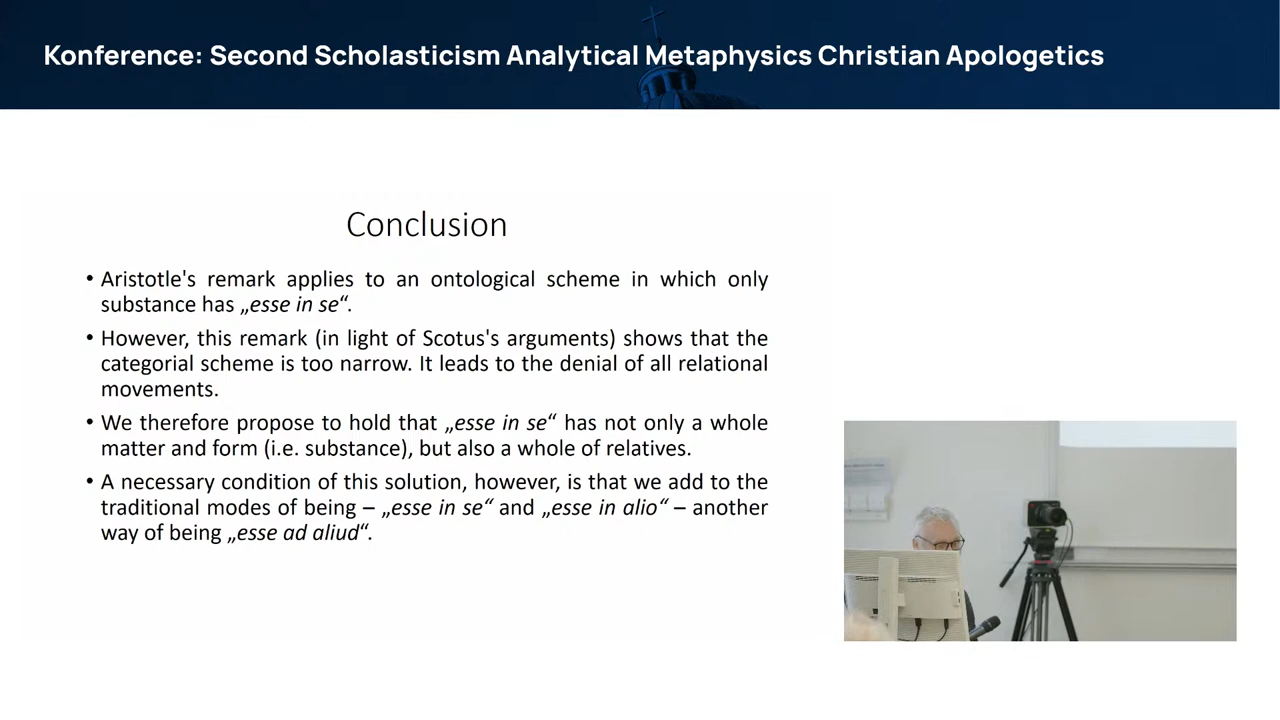 Konference: Second Scholasticism Analytical Metaphysics Christian Apologetics
Conclusion
• Aristotle's remark applies to an ontological scheme in which only
substance has „esse in se“.
• However, this remark (in light of Scotus's arguments) shows that the
categorial scheme is too narrow. It leads to the denial of all relational
movements.
• We therefore propose to hold that „esse in se“ has not only a whole
matter and form (i.e. substance), but also a whole of relatives.
• A necessary condition of this solution, however, is that we add to the
traditional modes of being – „esse in se“ and „esse in alio“ – another
way of being „esse ad aliud“.